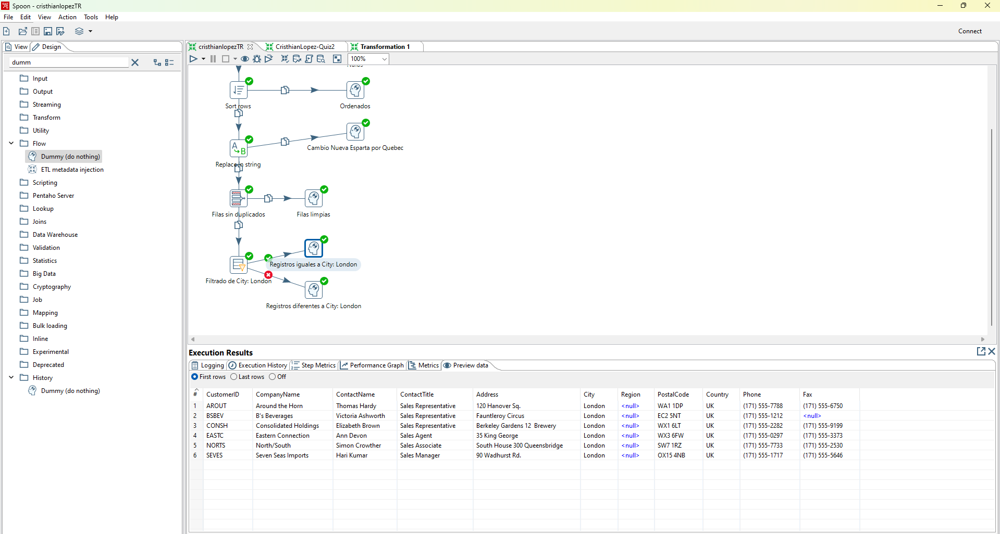 Spoon - cristhianlopezTR
File Edit View Action Tools Help
Connect
View Design
dumm
Input
Output
Streaming
Transform
Utility
Flow
Dummy (do nothing)
ETL metadata injection
Scripting
Pentaho Server
Lookup
Joins
Data Warehouse
Validation
Statistics
Big Data
Cryptography
Job
Mapping
Bulk loading
Inline
Experimental
Deprecated
History
Dummy (do nothing)
cristhianlopezTR CristhianLopez-Quiz2 Transformation 1
100%
Sort rows
Ordenados
Cambio Nueva Esparta por Quebec
Replace in string
Filas sin duplicados
Filas limpias
Registros iguales a City: London
Filtrado de City: London
Registros diferentes a City: London
Execution Results
Logging Execution History Step Metrics Performance Graph Metrics Preview data
First rows Last rows Off
# CustomerID CompanyName ContactName ContactTitle Address City Region PostalCode Country Phone Fax
1 AROUT Around the Horn Thomas Hardy Sales Representative 120 Hanover Sq. London <null> WA1 1DP UK (171) 555-7788 (171) 555-6750
2 BSBEV B's Beverages Victoria Ashworth Sales Representative Fauntleroy Circus London <null> EC2 5NT UK (171) 555-1212 <null>
3 CONSH Consolidated Holdings Elizabeth Brown Sales Representative Berkeley Gardens 12  Brewery London <null> WX1 6LT UK (171) 555-2282 (171) 555-9199
4 EASTC Eastern Connection Ann Devon Sales Agent 35 King George London <null> WX3 6FW UK (171) 555-0297 (171) 555-3373
5 NORTS North/South Simon Crowther Sales Associate South House 300 Queensbridge London <null> SW7 1RZ UK (171) 555-7733 (171) 555-2530
6 SEVES Seven Seas Imports Hari Kumar Sales Manager 90 Wadhurst Rd. London <null> OX15 4NB UK (171) 555-1717 (171) 555-5646